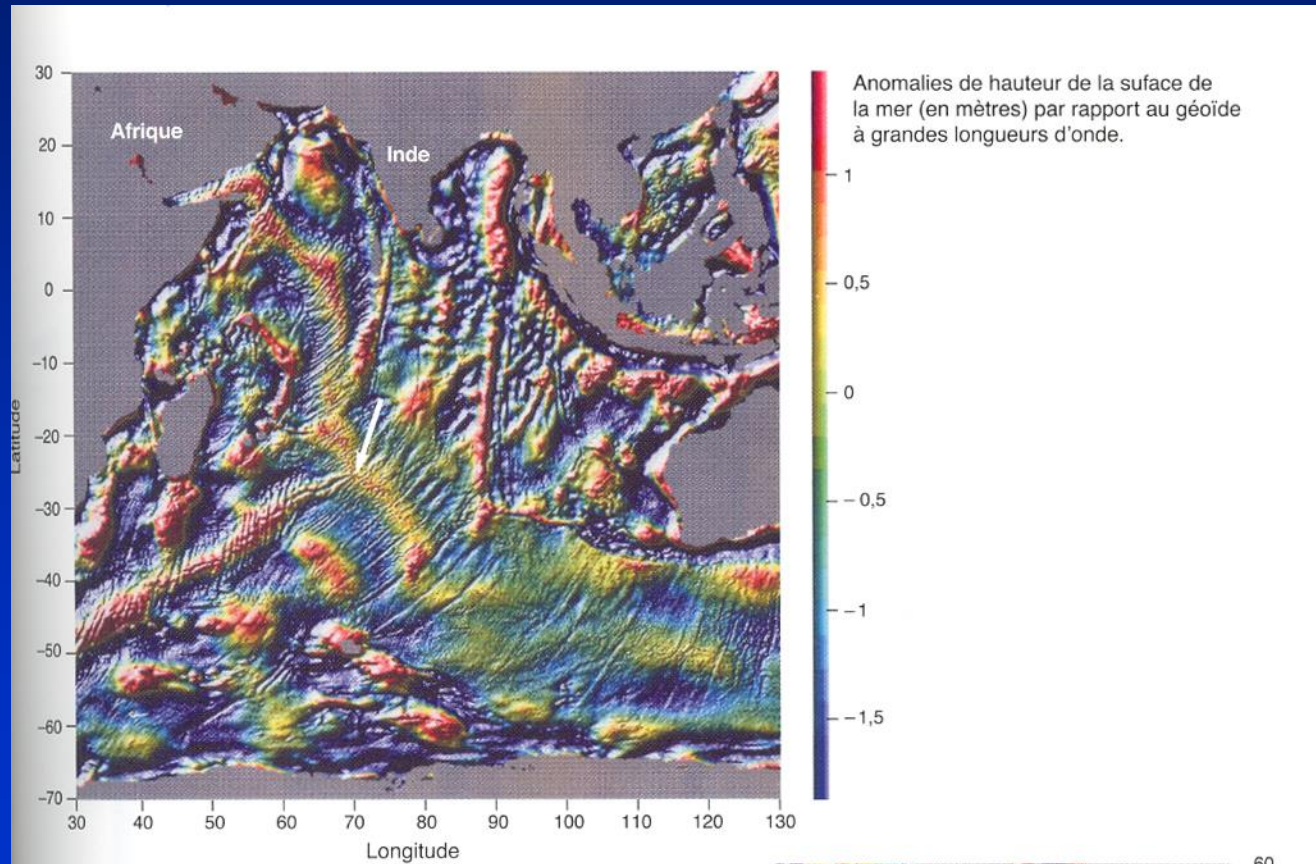 Anomalies de hauteur de la suface de
la mer (en mètres) par rapport au géoïde
à grandes longueurs d'onde.
Afrique
Inde
30
20
10
0
−10
−20
−30
−40
−50
−60
−70
Latitude
30 40 50 60 70 80 90 100 110 120 130
Longitude
1
0,5
0
− 0,5
−1
−1,5
60